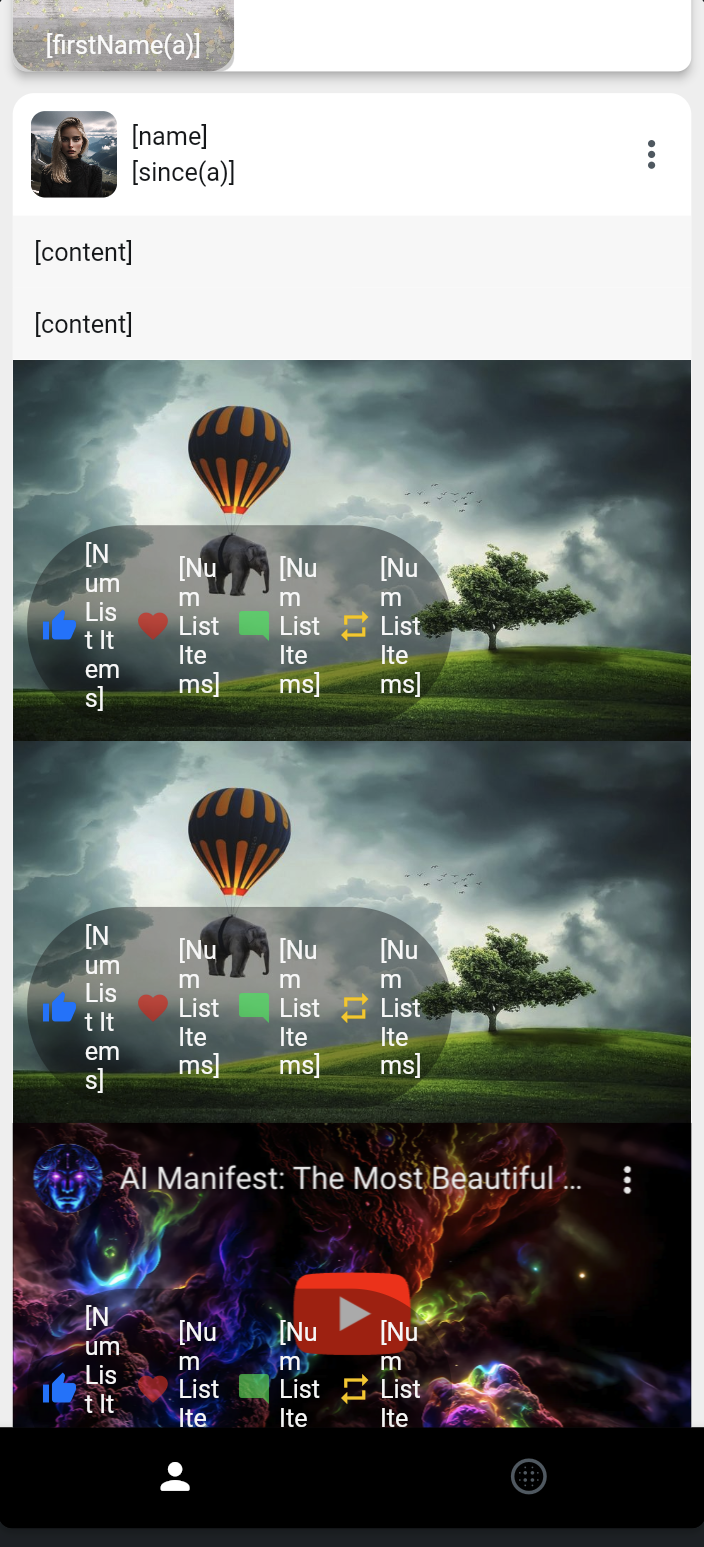 [firstName(a)]
[name]
[since(a)]
[content]
[content]
[N
um
Lis
t It
em
s]
[Nu
m
List
Ite
ms]
[Nu
m
List
Ite
ms]
[Nu
m
List
Ite
ms]
[N
um
Lis
t It
em
s]
[Nu
m
List
Ite
ms]
[Nu
m
List
Ite
ms]
[Nu
m
List
Ite
ms]
AI Manifest: The Most Beautiful ...
[N
um
Lis
t It
[Nu
m
List
Ite
[Nu
m
List
Ite
[Nu
m
List
Ite